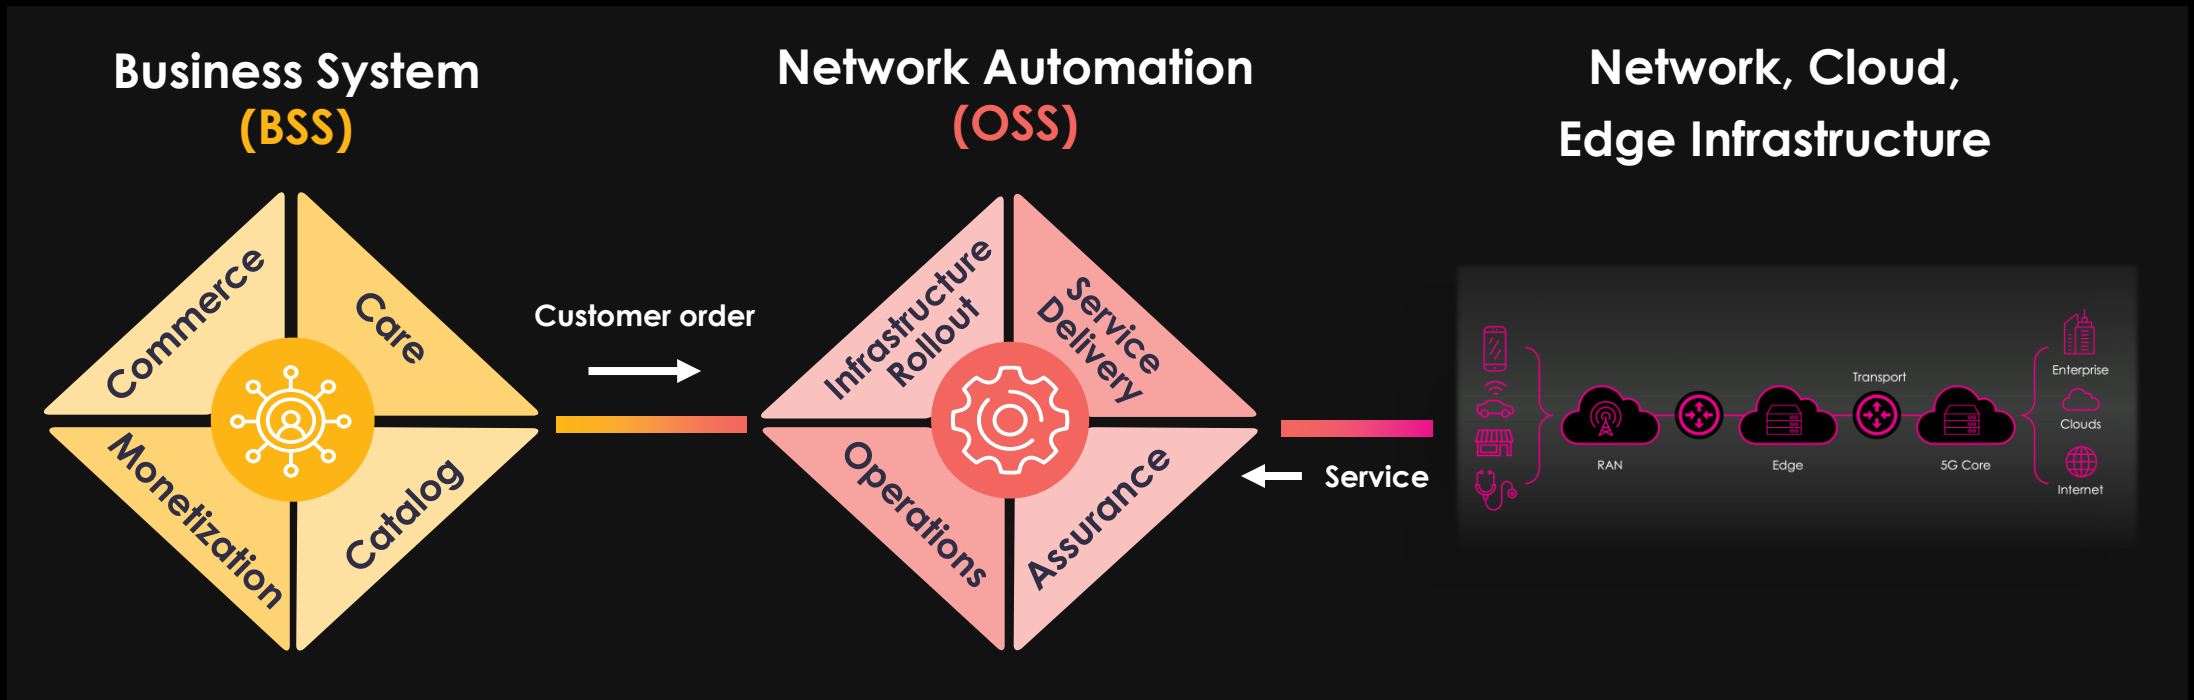 Business System
(BSS)
Commerce
Care
Monetization
Catalog
Customer order
Network Automation
(OSS)
Infrastructure
Rollout
Service
Delivery
Operations
Assurance
Service
Network, Cloud,
Edge Infrastructure
RAN
Edge
Transport
5G Core
Enterprise
Clouds
Internet